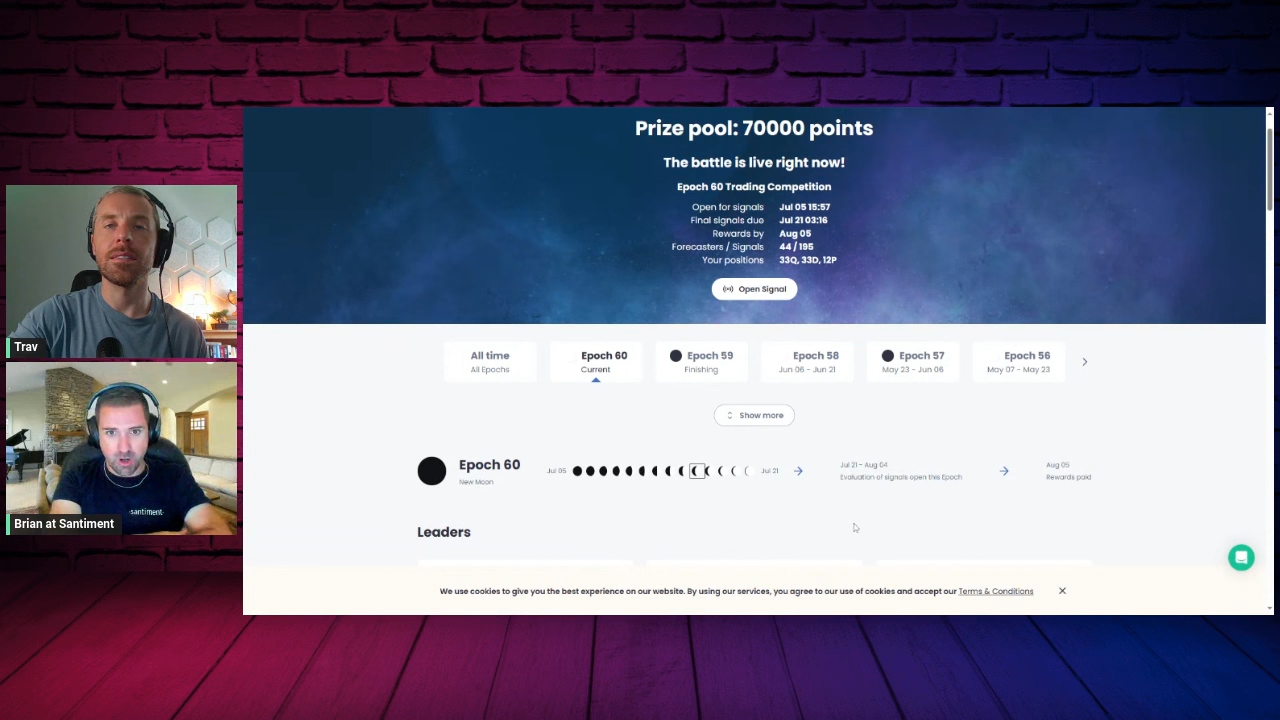 Prize pool: 70000 points
The battle is live right now!
Epoch 60 Trading Competition
Open for signals Jul 05 15:57
Final signals due Jul 21 03:16
Rewards by Aug 05
Forecasters / Signals 44 / 195
Your positions 33Q, 33D, 12P
Open Signal
All time
All Epochs
Epoch 60
Current
Epoch 59
Finishing
Epoch 58
Jun 06 - Jun 21
Epoch 57
May 23 - Jun 06
Epoch 56
May 07 - May 23
Show more
Epoch 60
New Moon
Jul 05
Jul 21
Jul 21 - Aug 04
Evaluation of signals open this Epoch
Aug 05
Rewards paid
Leaders
We use cookies to give you the best experience on our website. By using our services, you agree to our use of cookies and accept our Terms & Conditions
Trav
·santiment·
Brian at Santiment